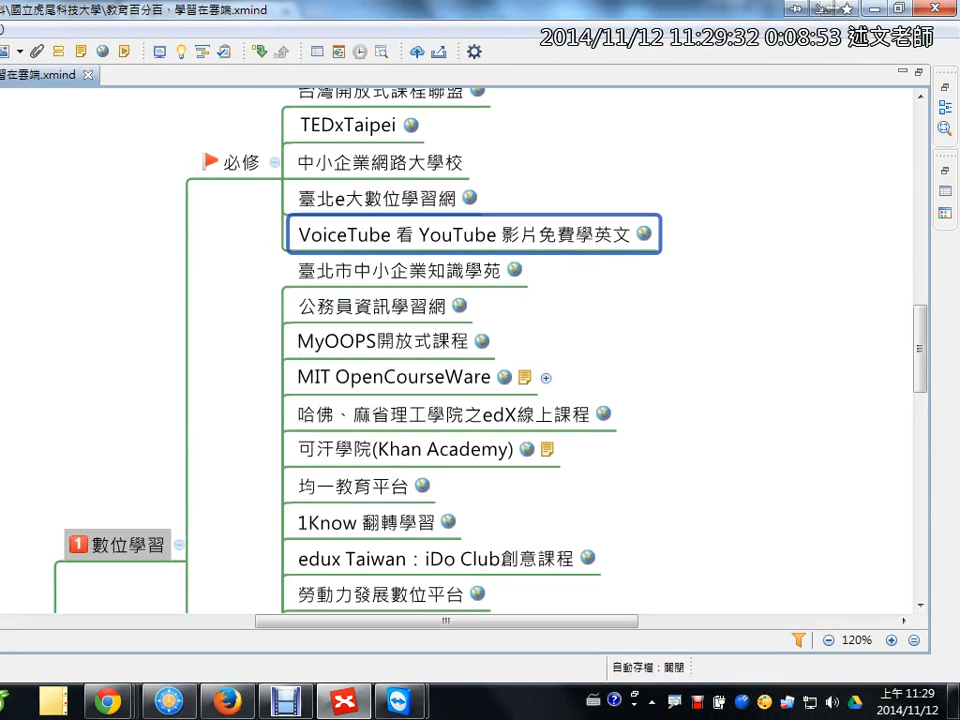 料\國立虎尾科技大學\教育百分百，學習在雲端.xmind
2014/11/12 11:29:32 0:08:53 述文老師
習在雲端.xmind
台灣開放式課程聯盟
TEDxTaipei
必修
中小企業網路大學校
臺北e大數位學習網
VoiceTube 看 YouTube 影片免費學英文
臺北市中小企業知識學苑
公務員資訊學習網
MyOOPS開放式課程
MIT OpenCourseWare
哈佛、麻省理工學院之edX線上課程
可汗學院(Khan Academy)
均一教育平台
1Know 翻轉學習
1 數位學習
edux Taiwan：iDo Club創意課程
勞動力發展數位平台
120%
自動存檔：關閉
上午 11:29
2014/11/12